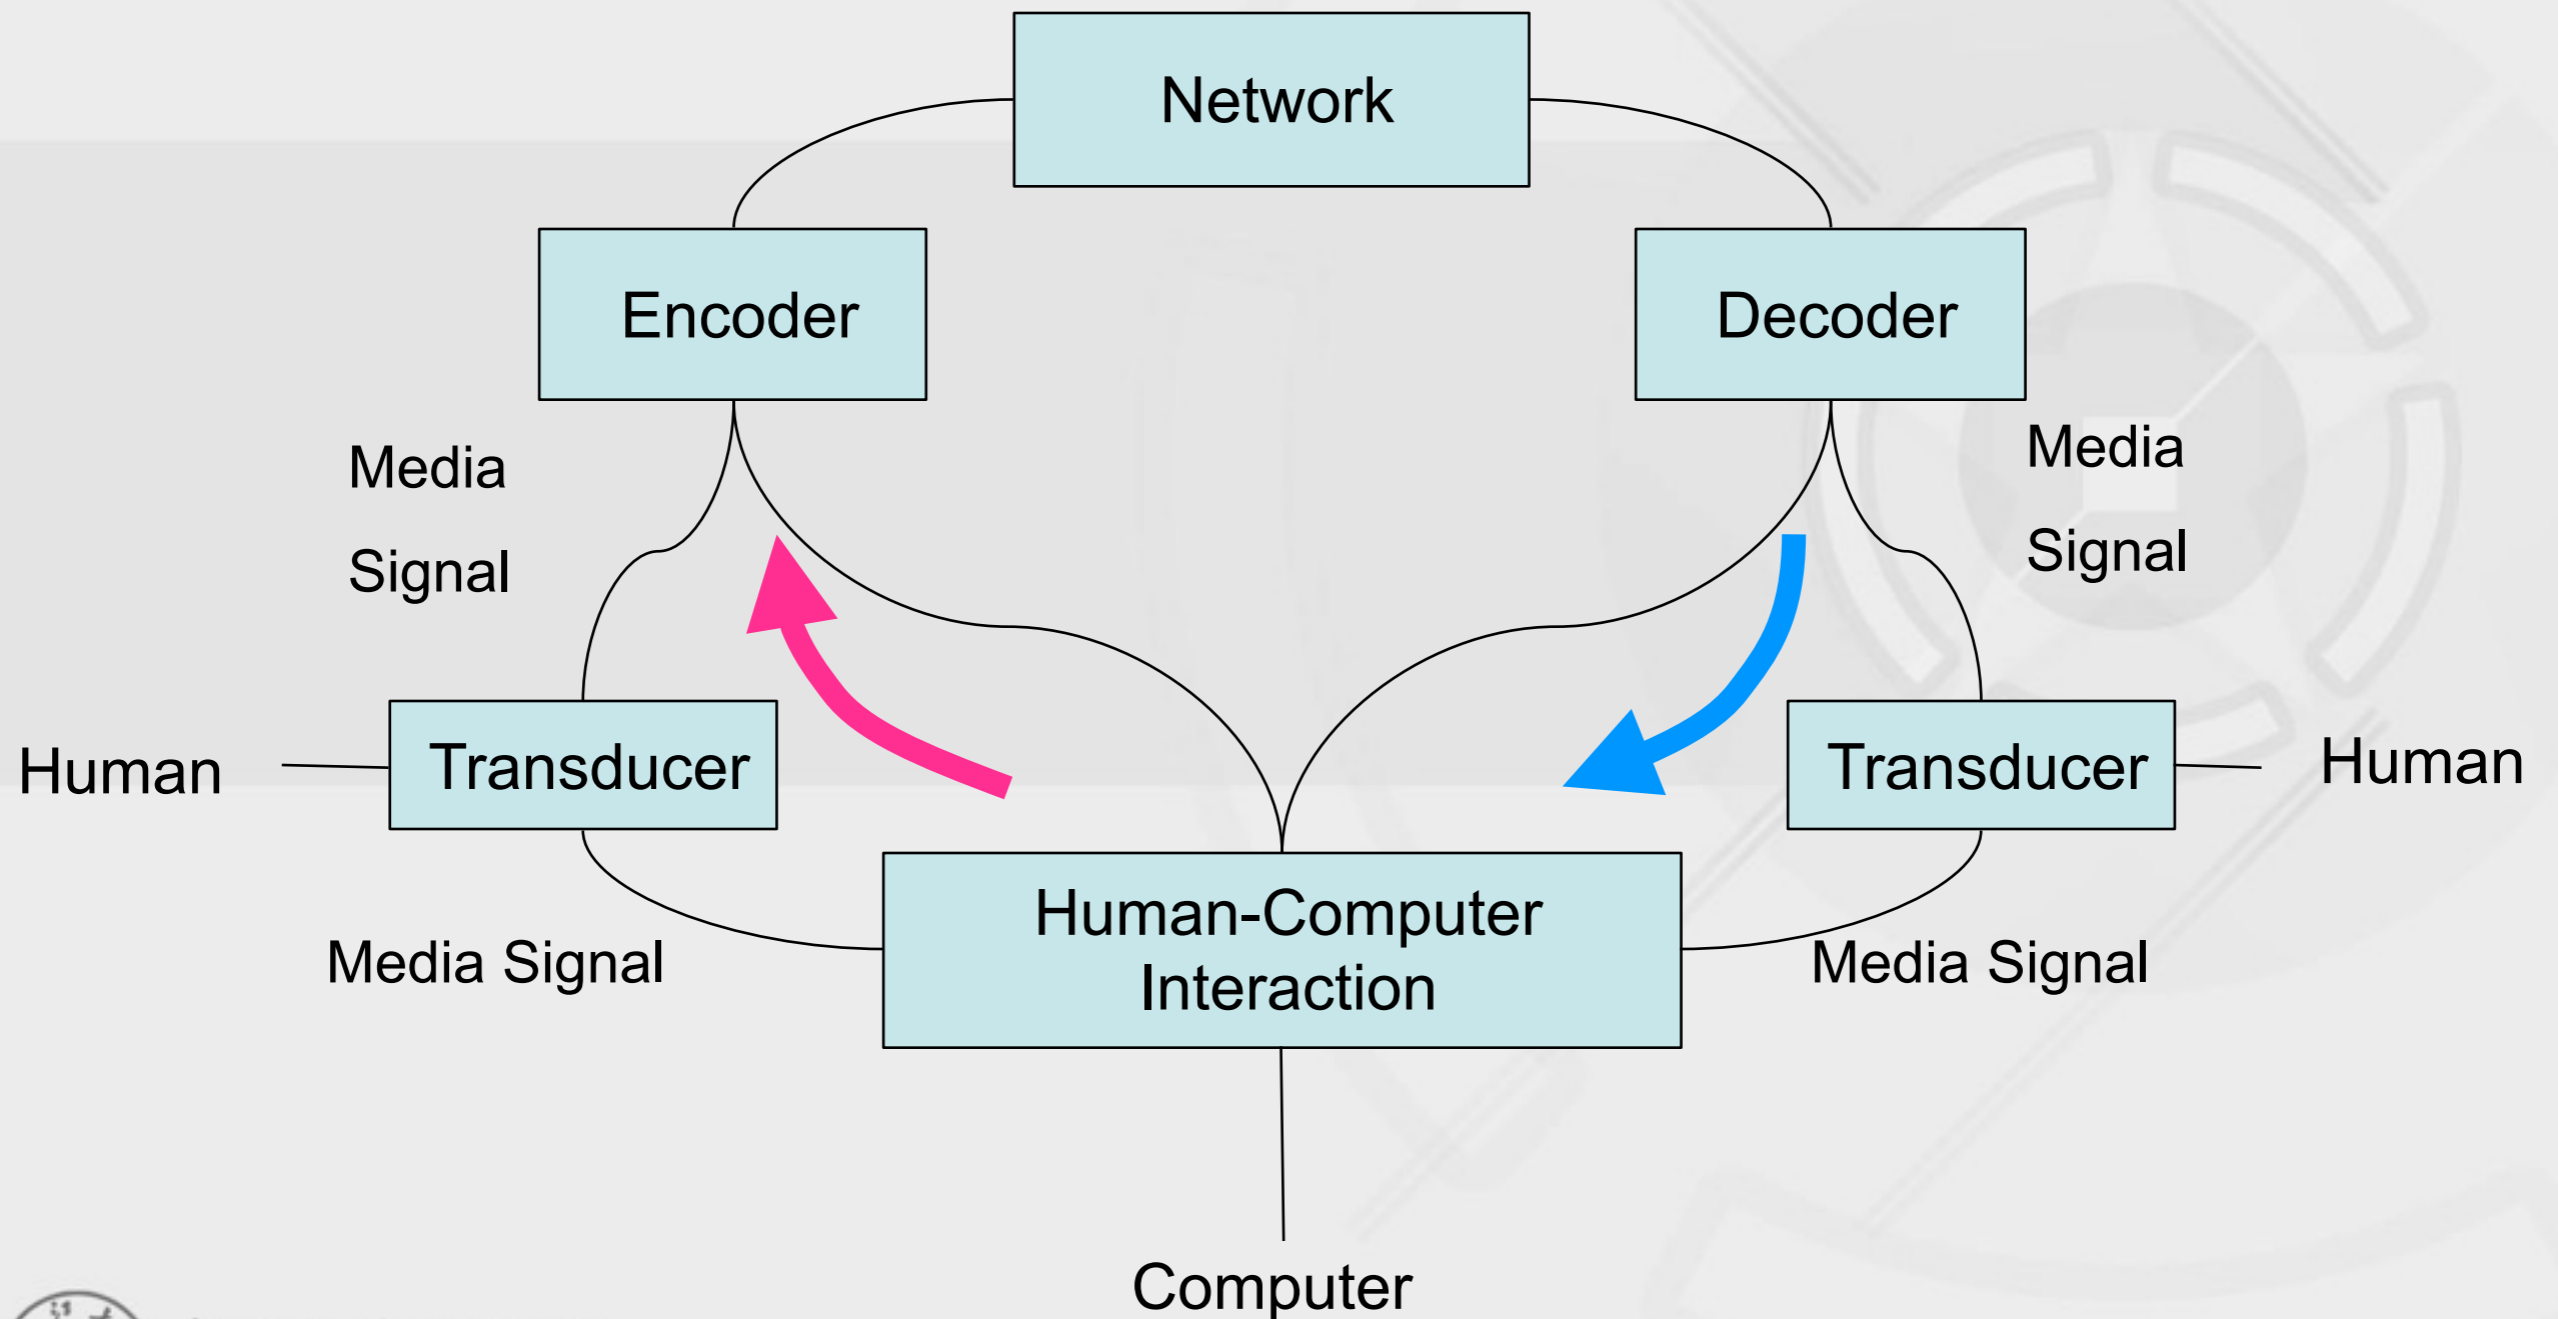 Network
Encoder
Decoder
Media
Signal
Media
Signal
Human
Transducer
Transducer
Human
Human-Computer
Interaction
Media Signal
Media Signal
Computer